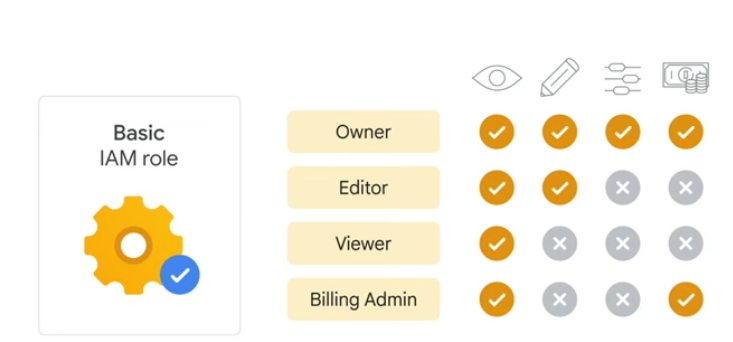 Basic
IAM role
Owner
Editor
Viewer
Billing Admin